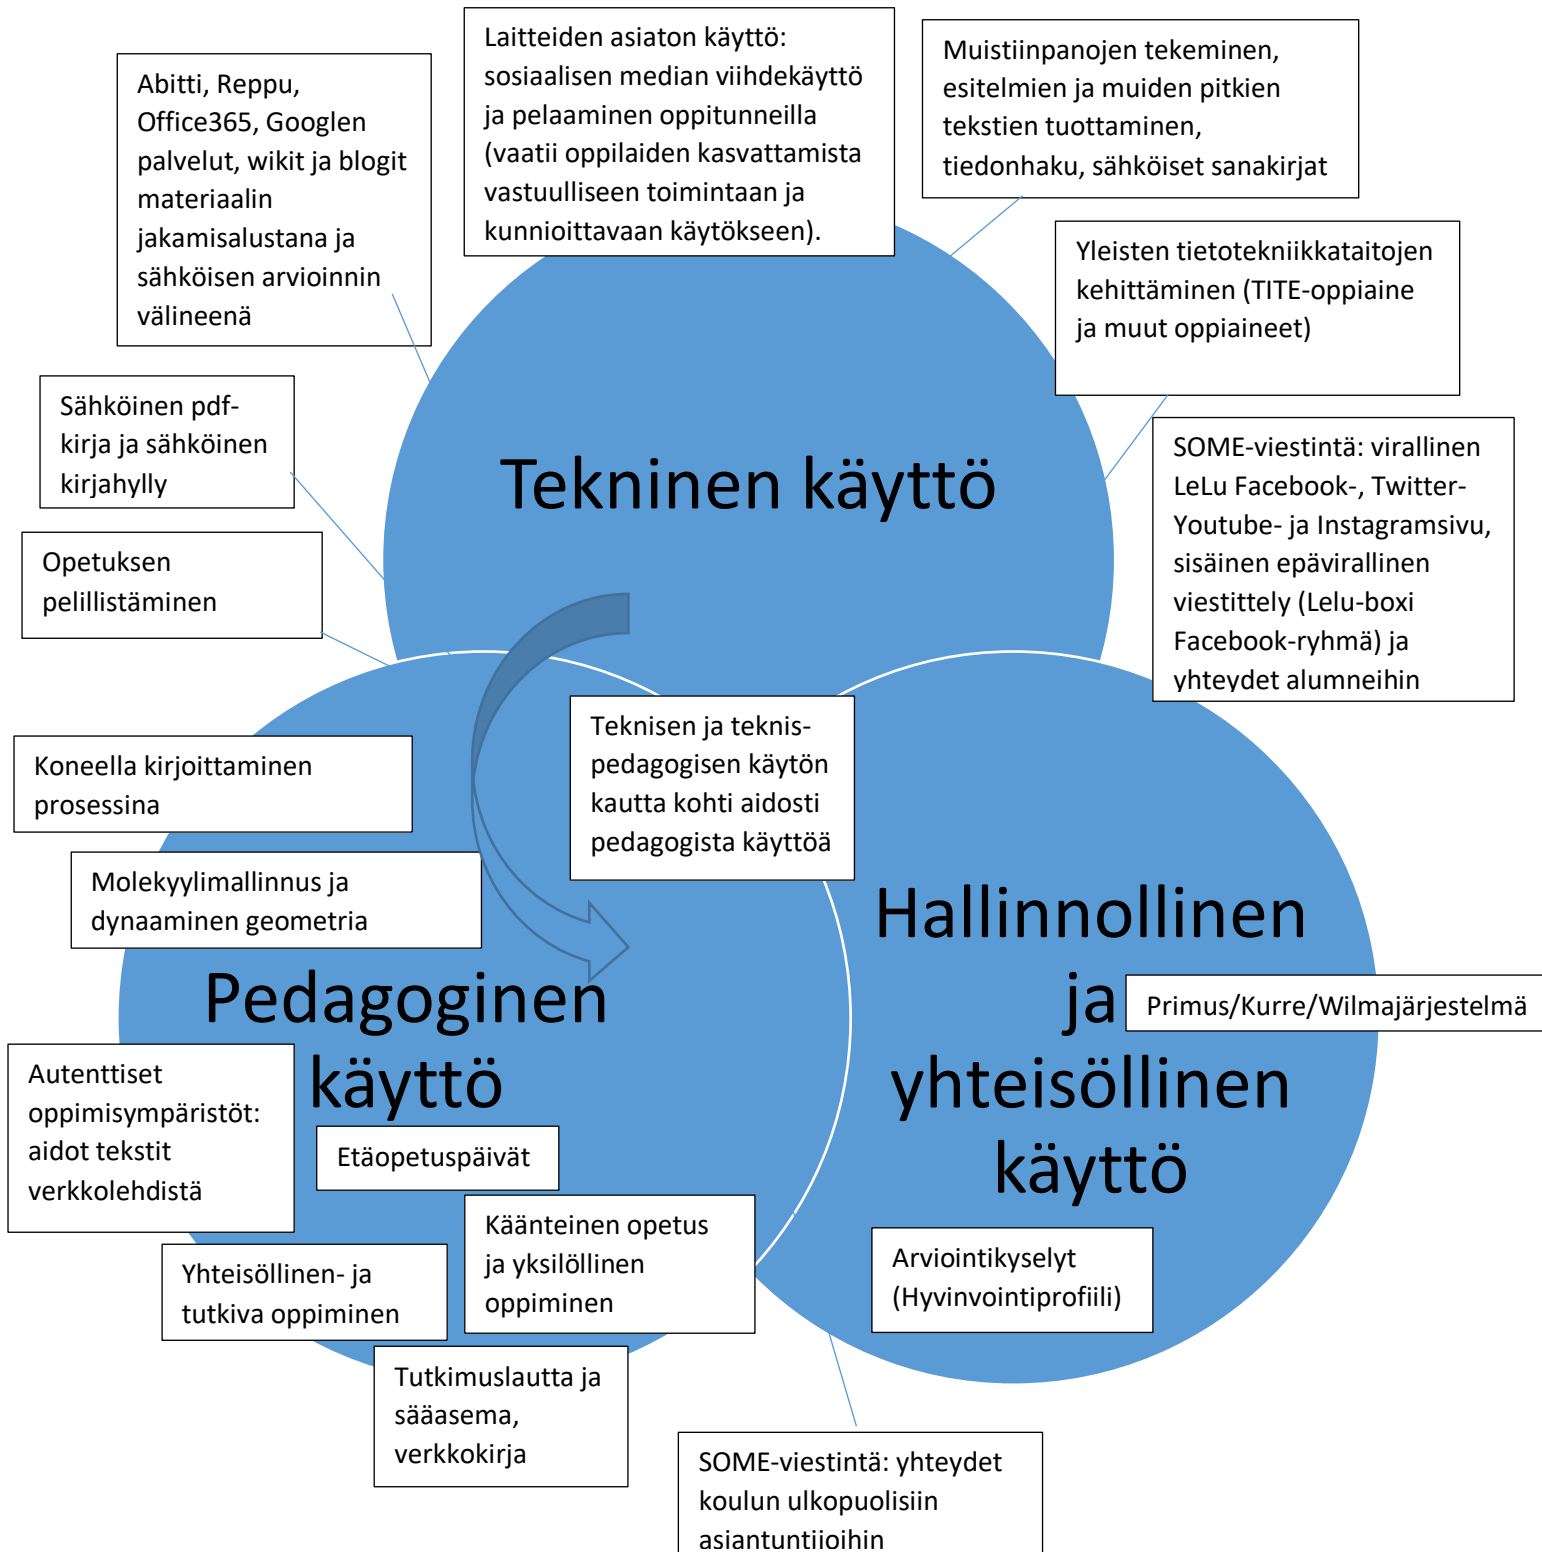 Laitteiden asiaton käyttö:
sosiaalisen median viihdekäyttö
ja pelaaminen oppitunneilla
(vaatii oppilaiden kasvattamista
vastuulliseen toimintaan ja
kunnioittavaan käytökseen).
Muistiinpanojen tekeminen,
esitelmien ja muiden pitkien
tekstien tuottaminen,
tiedonhaku, sähköiset sanakirjat
Abitti, Reppu,
Office365, Googlen
palvelut, wikit ja blogit
materiaalin
jakamisalustana ja
sähköisen arvioinnin
välineenä
Yleisten tietotekniikkataitojen
kehittäminen (TITE-oppiaine
ja muut oppiaineet)
Sähköinen pdf-
kirja ja sähköinen
kirjahylly
Tekninen käyttö
SOME-viestintä: virallinen
LeLu Facebook-, Twitter-
Youtube- ja Instagramsivu,
sisäinen epävirallinen
viestittely (Lelu-boxi
Facebook-ryhmä) ja
yhteydet alumneihin
Opetuksen
pelillistäminen
Teknisen ja teknis-
pedagogisen käytön
kautta kohti aidosti
pedagogista käyttöä
Koneella kirjoittaminen
prosessina
Molekyylimallinnus ja
dynaaminen geometria
Pedagoginen
käyttö
Hallinnollinen
ja
yhteisöllinen
käyttö
Primus/Kurre/Wilmajärjestelmä
Autenttiset
oppimisympäristöt:
aidot tekstit
verkkolehdistä
Etäopetuspäivät
Käänteinen opetus
ja yksilöllinen
oppiminen
Arviointikyselyt
(Hyvinvointiprofiili)
Yhteisöllinen- ja
tutkiva oppiminen
Tutkimuslautta ja
sääasema,
verkkokirja
SOME-viestintä: yhteydet
koulun ulkopuolisiin
asiantuntijoihin